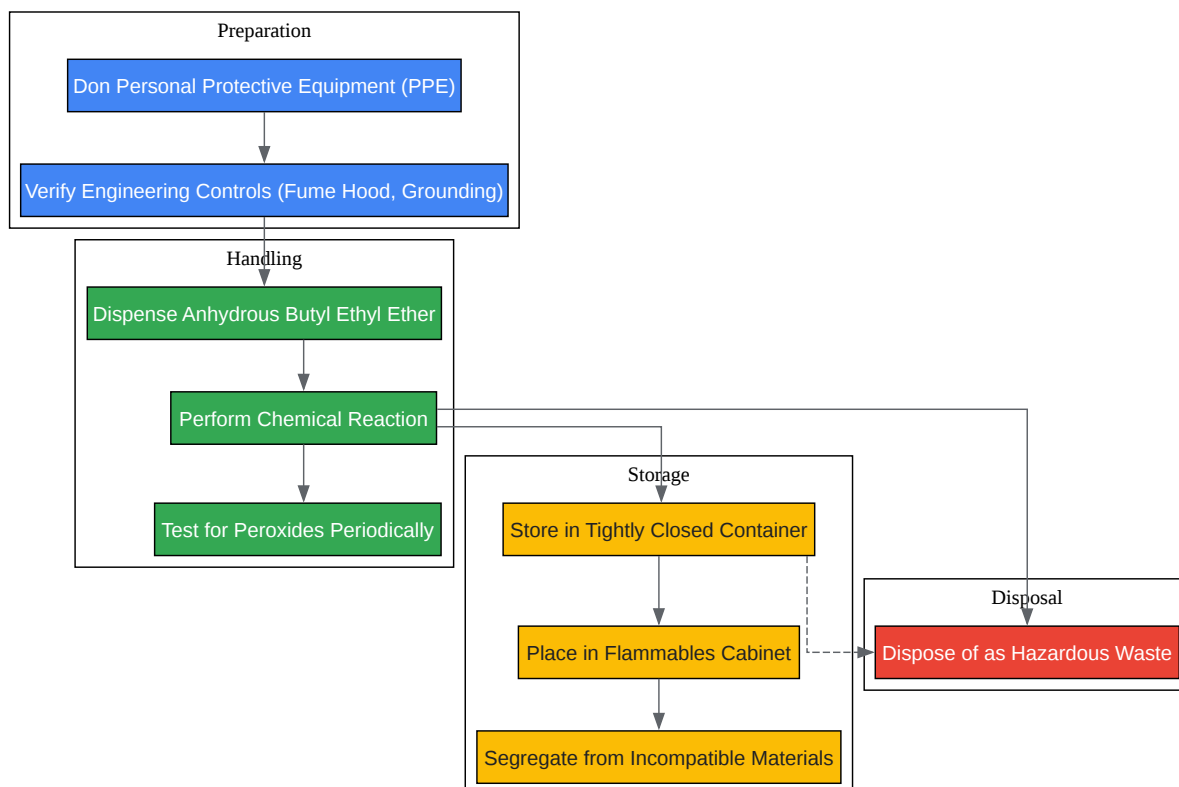 Preparation
Don Personal Protective Equipment (PPE)
Verify Engineering Controls (Fume Hood, Grounding)
Handling
Dispense Anhydrous Butyl Ethyl Ether
Perform Chemical Reaction
Test for Peroxides Periodically
Storage
Store in Tightly Closed Container
Place in Flammables Cabinet
Segregate from Incompatible Materials
Disposal
Dispose of as Hazardous Waste